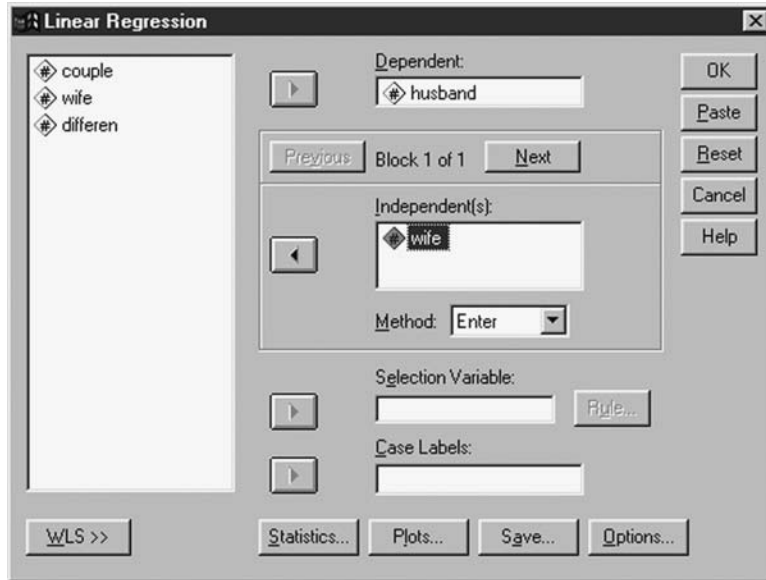 Linear Regression
couple
wife
differen
Dependent:
husband
Previous
Block 1 of 1
Next
Independent(s):
wife
Method:
Enter
Selection Variable:
Rule...
Case Labels:
OK
Paste
Reset
Cancel
Help
WLS >>
Statistics...
Plots...
Save...
Options...